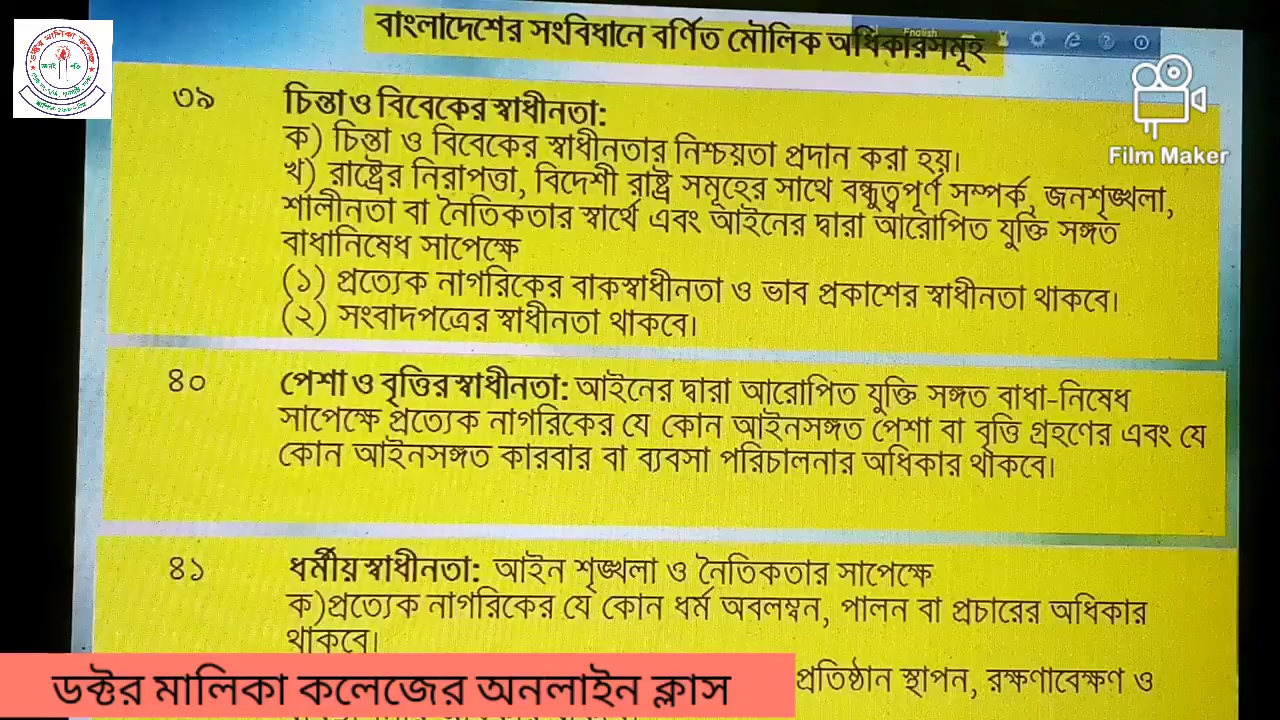 বাংলাদেশের সংবিধানে বর্ণিত মৌলিক অধিকারসমূহ
English
Film Maker
৩৯ চিন্তা ও বিবেকের স্বাধীনতা:
ক) চিন্তা ও বিবেকের স্বাধীনতার নিশ্চয়তা প্রদান করা হয়।
খ) রাষ্ট্রের নিরাপত্তা, বিদেশী রাষ্ট্র সমূহের সাথে বন্ধুত্বপূর্ণ সম্পর্ক, জনশৃঙ্খলা,
শালীনতা বা নৈতিকতার স্বার্থে এবং আইনের দ্বারা আরোপিত যুক্তি সঙ্গত
বাধানিষেধ সাপেক্ষে
(১) প্রত্যেক নাগরিকের বাকস্বাধীনতা ও ভাব প্রকাশের স্বাধীনতা থাকবে।
(২) সংবাদপত্রের স্বাধীনতা থাকবে।
৪০ পেশা ও বৃত্তির স্বাধীনতা: আইনের দ্বারা আরোপিত যুক্তি সঙ্গত বাধা-নিষেধ
সাপেক্ষে প্রত্যেক নাগরিকের যে কোন আইনসঙ্গত পেশা বা বৃত্তি গ্রহণের এবং যে
কোন আইনসঙ্গত কারবার বা ব্যবসা পরিচালনার অধিকার থাকবে।
৪১ ধর্মীয় স্বাধীনতা: আইন শৃঙ্খলা ও নৈতিকতার সাপেক্ষে
ক)প্রত্যেক নাগরিকের যে কোন ধর্ম অবলম্বন, পালন বা প্রচারের অধিকার
থাকবে।
প্রতিষ্ঠান স্থাপন, রক্ষণাবেক্ষণ ও
ডক্টর মালিকা কলেজের অনলাইন ক্লাস